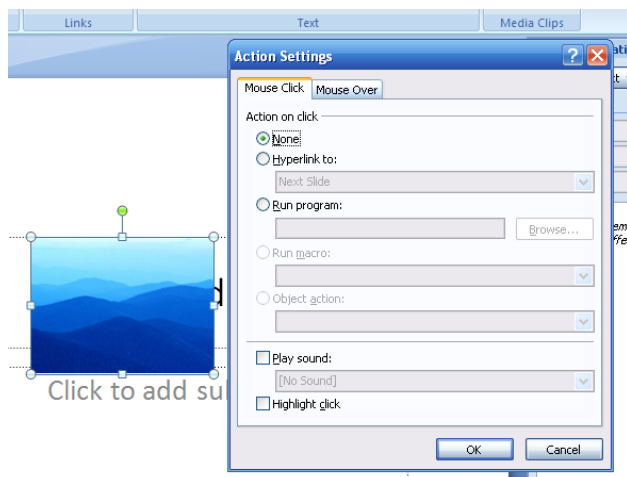 Links Text Media Clips
Action Settings
Mouse Click Mouse Over
Action on click
None
Hyperlink to:
Next Slide
Run program:
Browse...
Run macro:
Object action:
Play sound:
[No Sound]
Highlight click
Click to add su
OK Cancel